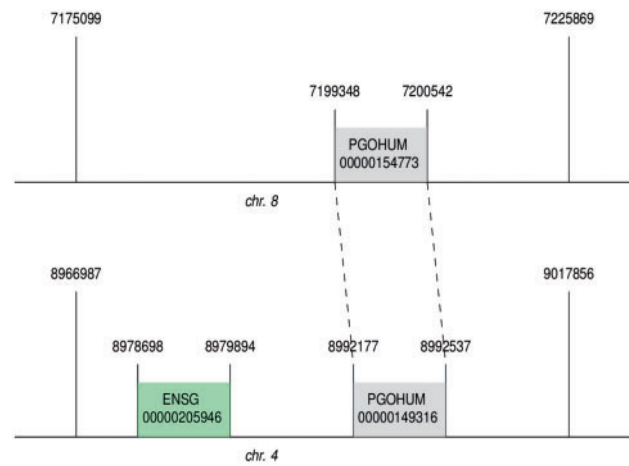 7175099 7225869
7199348 7200542
PGOHUM
00000154773
chr. 8
8966987 9017856
8978698 8979894 8992177 8992537
ENSG PGOHUM
00000205946 00000149316
chr. 4